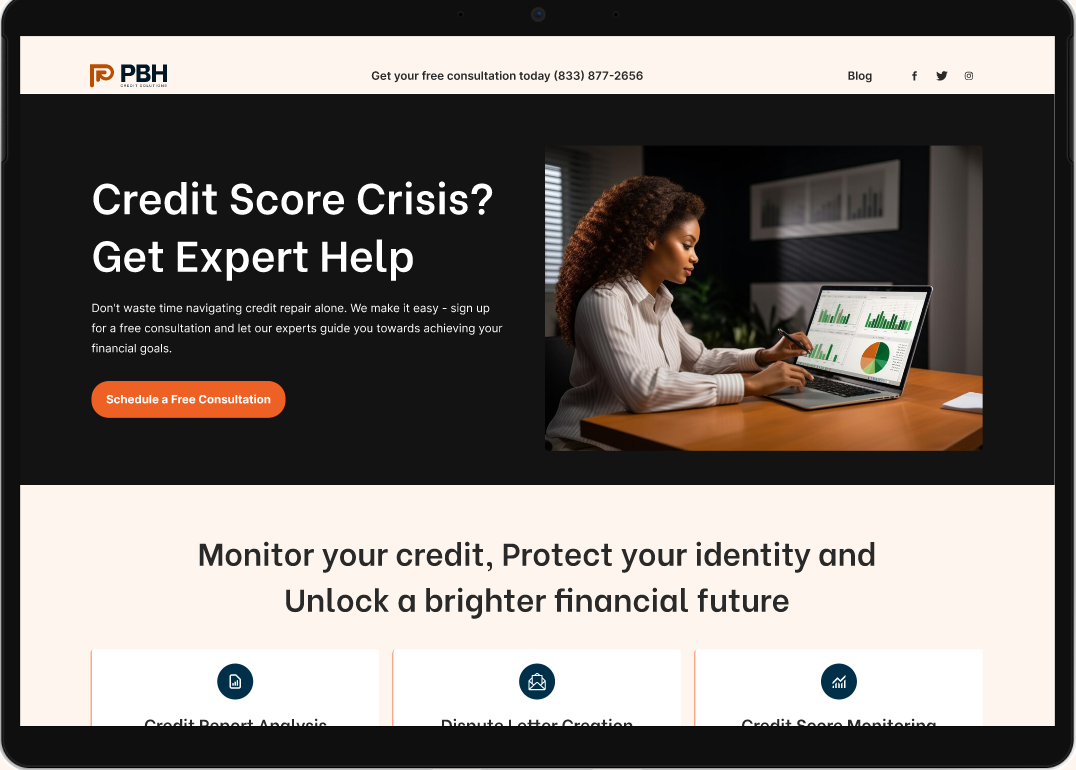 PBH
CREDIT SOLUTIONS
Get your free consultation today (833) 877-2656
Blog
Credit Score Crisis?
Get Expert Help
Don't waste time navigating credit repair alone. We make it easy - sign up
for a free consultation and let our experts guide you towards achieving your
financial goals.
Schedule a Free Consultation
Monitor your credit, Protect your identity and
Unlock a brighter financial future
Credit Report Analysis
Dispute Letter Creation
Credit Score Monitoring